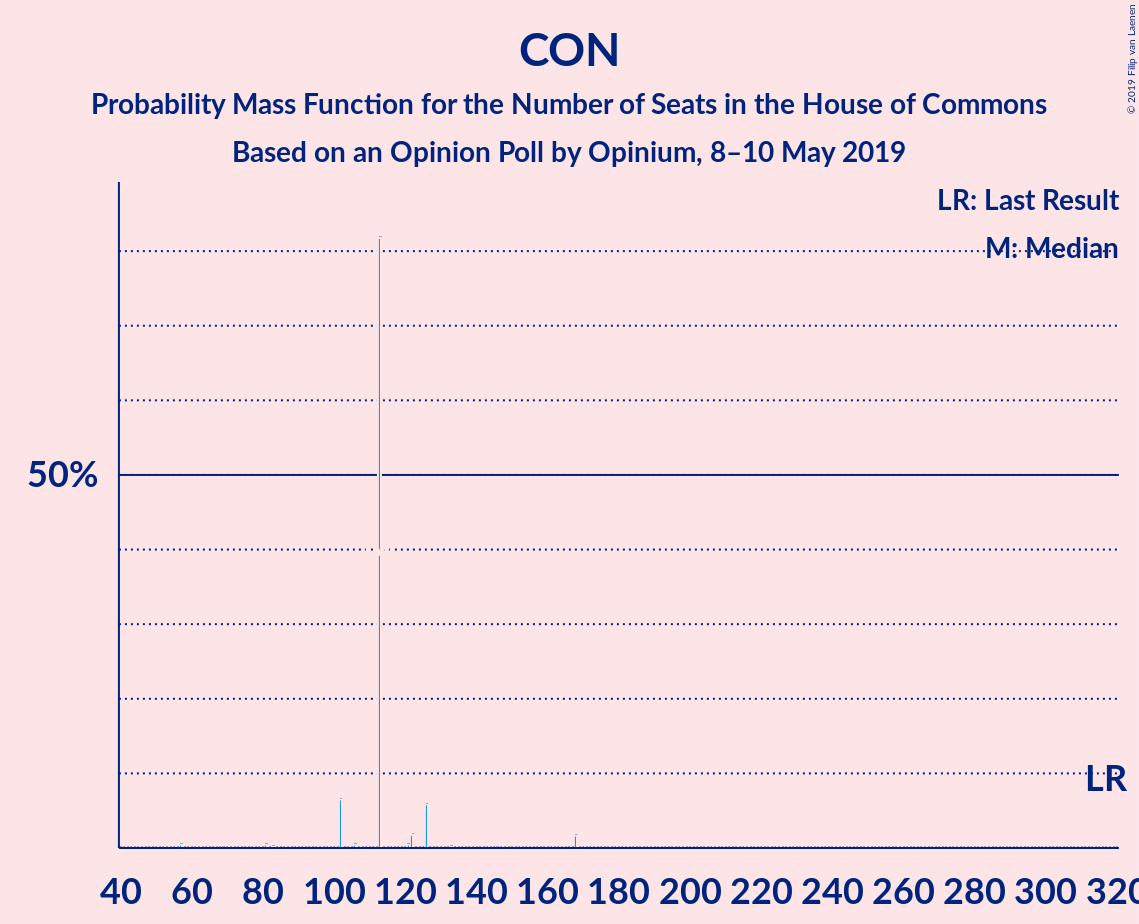 CON
Probability Mass Function for the Number of Seats in the House of Commons
Based on an Opinion Poll by Opinium, 8–10 May 2019
© 2019 Filip van Laenen
LR: Last Result
M: Median
50%
LR
40 60 80 100 120 140 160 180 200 220 240 260 280 300 320